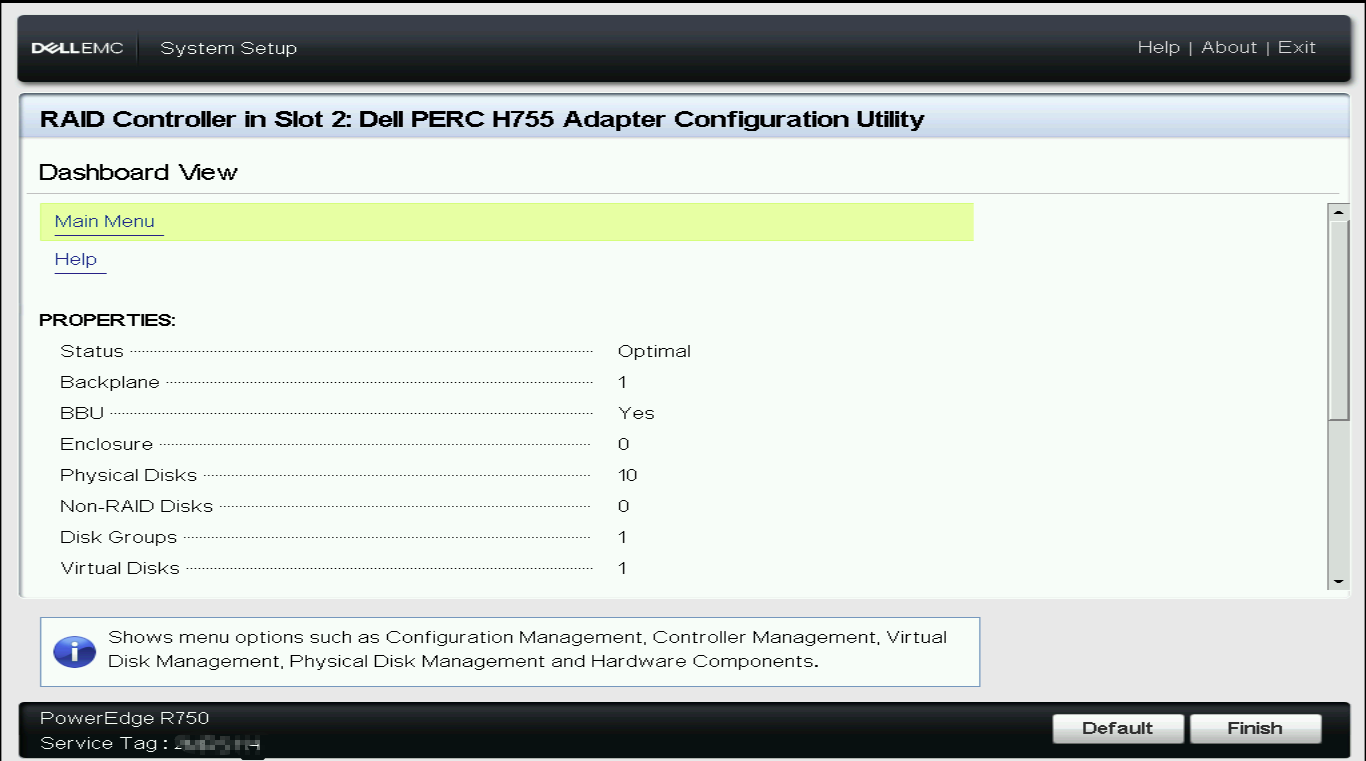 DELLEMC System Setup Help | About | Exit
RAID Controller in Slot 2: Dell PERC H755 Adapter Configuration Utility
Dashboard View
Main Menu
Help
PROPERTIES:
Status Optimal
Backplane 1
BBU Yes
Enclosure 0
Physical Disks 10
Non-RAID Disks 0
Disk Groups 1
Virtual Disks 1
Shows menu options such as Configuration Management, Controller Management, Virtual
Disk Management, Physical Disk Management and Hardware Components.
PowerEdge R750
Service Tag :
Default Finish